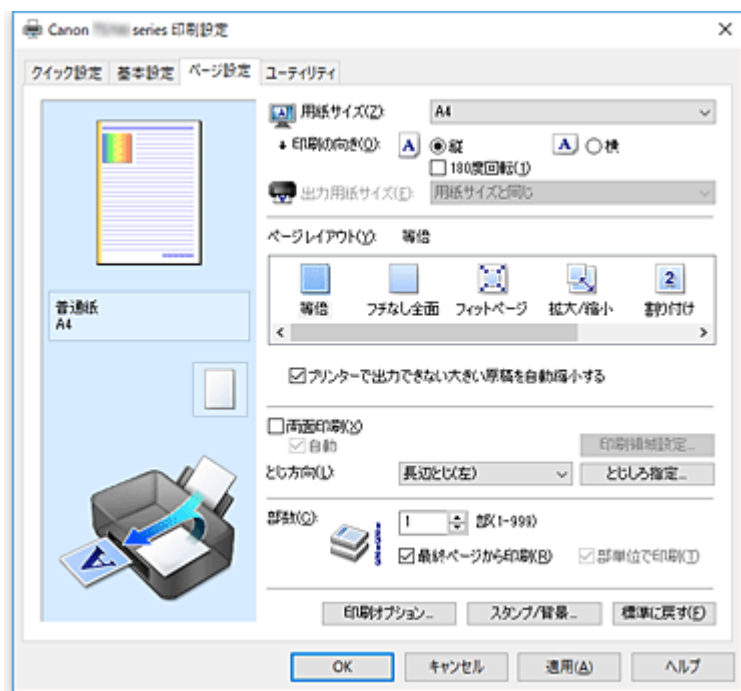 Canon series 印刷設定
クイック設定 基本設定 ページ設定 ユーティリティ
用紙サイズ(Z): A4
印刷の向き(O): A 縦 A 横
180度回転(1)
出力用紙サイズ(E): 用紙サイズと同じ
ページレイアウト(Y): 等倍
2
等倍 フチなし全面 フィットページ 拡大/縮小 割り付け
普通紙
A4
プリンターで出力できない大きい原稿を自動縮小する
両面印刷(X)
自動 印刷領域設定...
とじ方向(L): 長辺とじ(左) とじしろ指定...
部数(C): 1 部(1-999)
最終ページから印刷(R) 部単位で印刷(T)
A
印刷オプション... スタンプ/背景... 標準に戻す(F)
OK キャンセル 適用(A) ヘルプ